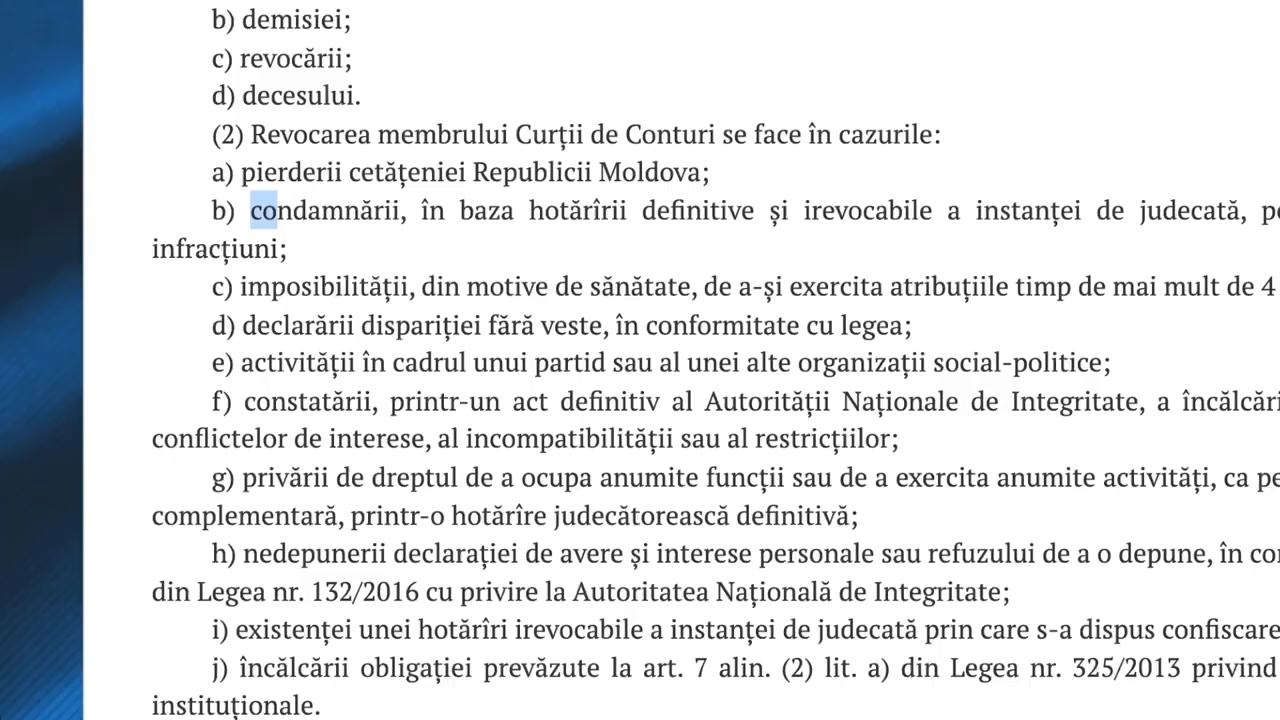 b) demisiei;
c) revocării;
d) decesului.
(2) Revocarea membrului Curții de Conturi se face în cazurile:
a) pierderii cetățeniei Republicii Moldova;
b) condamnării, în baza hotărîrii definitive și irevocabile a instanței de judecată,
infracțiuni;
c) imposibilității, din motive de sănătate, de a-și exercita atribuțiile timp de mai mult de 4
d) declarării dispariției fără veste, în conformitate cu legea;
e) activității în cadrul unui partid sau al unei alte organizații social-politice;
f) constatării, printr-un act definitiv al Autorității Naționale de Integritate, a
conflictelor de interese, al incompatibilității sau al restricțiilor;
g) privării de dreptul de a ocupa anumite funcții sau de a exercita anumite activități, ca
complementară, printr-o hotărîre judecătorească definitivă;
h) nedepunerii declarației de avere și interese personale sau refuzului de a o depune, în
din Legea nr. 132/2016 cu privire la Autoritatea Națională de Integritate;
i) existenței unei hotărîri irevocabile a instanței de judecată prin care s-a dispus
j) încălcării obligației prevăzute la art. 7 alin. (2) lit. a) din Legea nr. 325/2013 privind
instituționale.